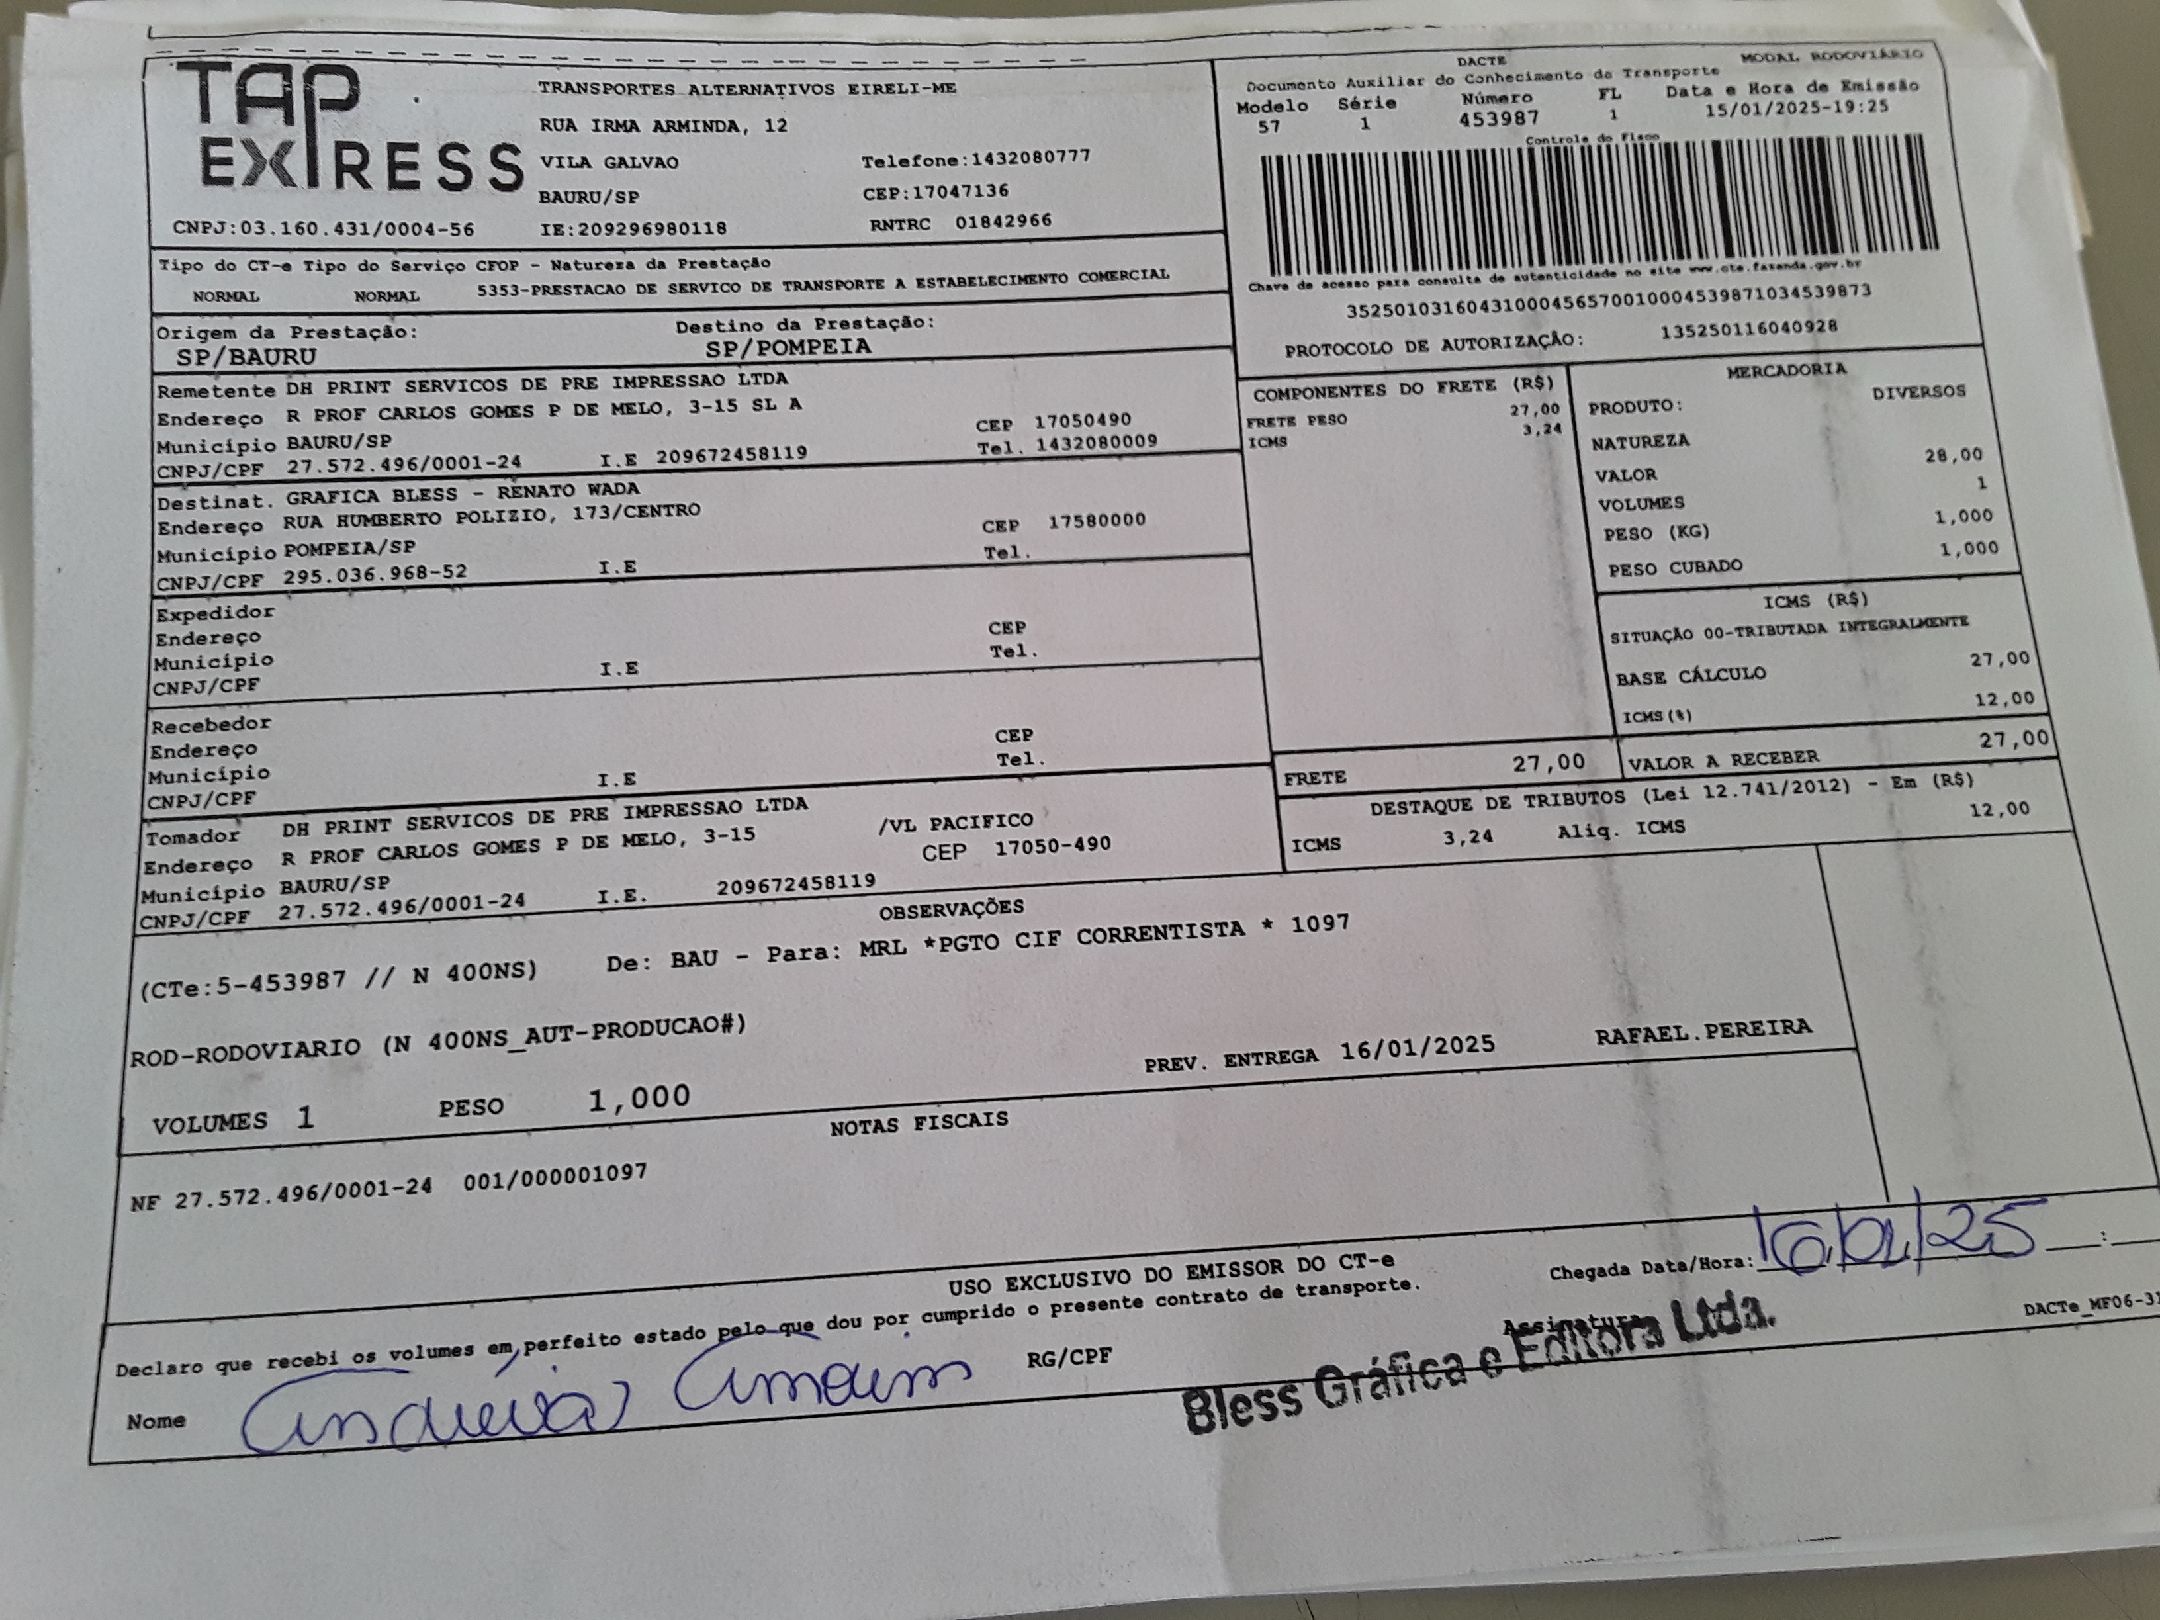 TAP EXPRESS
TRANSPORTES ALTERNATIVOS EIRELI-ME
RUA IRMA ARMINDA, 12
VILA GALVAO Telefone:1432080777
BAURU/SP CEP:17047136
CNPJ:03.160.431/0004-56 IE:209296980118 RNTRC 01842966
DACTE MODAL RODOVIÁRIO
Documento Auxiliar do Conhecimento da Transporte
Modelo Série Número FL Data e Hora de Emissão
57 1 453987 1 15/01/2025-19:25
Controle do Fisco
Chave de acesso para consulta de autenticidade no site www.cte.fazenda.gov.br
35250103160431000456570010004539871034539873
PROTOCOLO DE AUTORIZAÇÃO: 135250116040928
Tipo do CT-e Tipo do Serviço CFOP - Natureza da Prestação
NORMAL NORMAL 5353-PRESTACAO DE SERVICO DE TRANSPORTE A ESTABELECIMENTO COMERCIAL
Origem da Prestação: Destino da Prestação:
SP/BAURU SP/POMPEIA
Remetente DH PRINT SERVICOS DE PRE IMPRESSAO LTDA
Endereço R PROF CARLOS GOMES P DE MELO, 3-15 SL A CEP 17050490
Município BAURU/SP Tel. 1432080009
CNPJ/CPF 27.572.496/0001-24 I.E 209672458119
Destinat. GRAFICA BLESS - RENATO WADA
Endereço RUA HUMBERTO POLIZIO, 173/CENTRO CEP 17580000
Município POMPEIA/SP Tel.
CNPJ/CPF 295.036.968-52 I.E
Expedidor
Endereço CEP
Município Tel.
CNPJ/CPF I.E
Recebedor
Endereço CEP
Município Tel.
CNPJ/CPF I.E
Tomador DH PRINT SERVICOS DE PRE IMPRESSAO LTDA
Endereço R PROF CARLOS GOMES P DE MELO, 3-15 /VL PACIFICO
Município BAURU/SP CEP 17050-490
CNPJ/CPF 27.572.496/0001-24 I.E. 209672458119
COMPONENTES DO FRETE (R$)
FRETE PESO 27,00
ICMS 3,24
MERCADORIA
PRODUTO: DIVERSOS
NATUREZA
VALOR 28,00
VOLUMES 1
PESO (KG) 1,000
PESO CUBADO 1,000
ICMS (R$)
SITUAÇÃO 00-TRIBUTADA INTEGRALMENTE
BASE CÁLCULO 27,00
ICMS(%) 12,00
FRETE 27,00 VALOR A RECEBER 27,00
DESTAQUE DE TRIBUTOS (Lei 12.741/2012) - Em (R$)
ICMS 3,24 Aliq. ICMS 12,00
OBSERVAÇÕES
(CTe:5-453987 // N 400NS) De: BAU - Para: MRL *PGTO CIF CORRENTISTA * 1097
ROD-RODOVIARIO (N 400NS_AUT-PRODUCAO#)
PREV. ENTREGA 16/01/2025 RAFAEL.PEREIRA
VOLUMES 1 PESO 1,000
NOTAS FISCAIS
NF 27.572.496/0001-24 001/000001097
USO EXCLUSIVO DO EMISSOR DO CT-e
Chegada Data/Hora: 16/01/25 :
Declaro que recebi os volumes em perfeito estado pelo que dou por cumprido o presente contrato de transporte.
Assinatura
DACTe_MF06-31
Nome RG/CPF
Bless Gráfica e Editora Ltda.